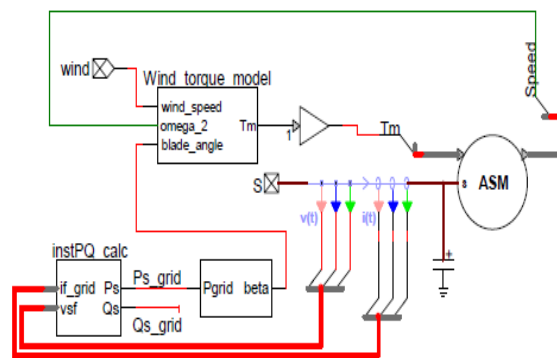 Speed
wind
Wind_torque_model
wind_speed
omega_2
blade_angle
Tm
1
Tm
S
v(t)
i(t)
s
ASM
+
instPQ_calc
if_grid
vsf
Ps
Qs
Ps_grid
Qs_grid
Pgrid
beta